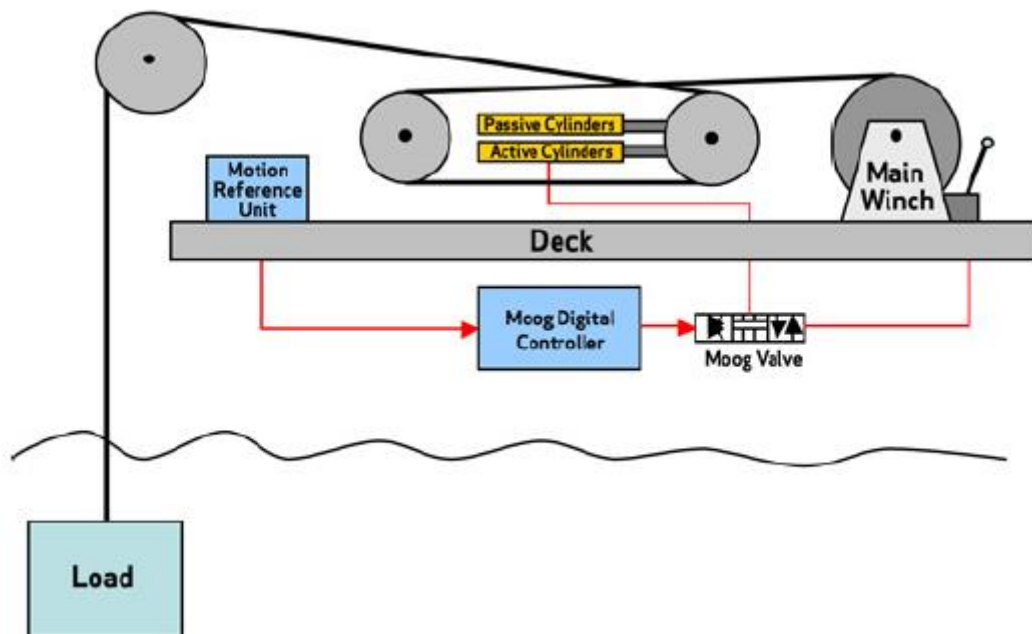 Passive Cylinders
Active Cylinders
Motion
Reference
Unit
Main
Winch
Deck
Moog Digital
Controller
Moog Valve
Load